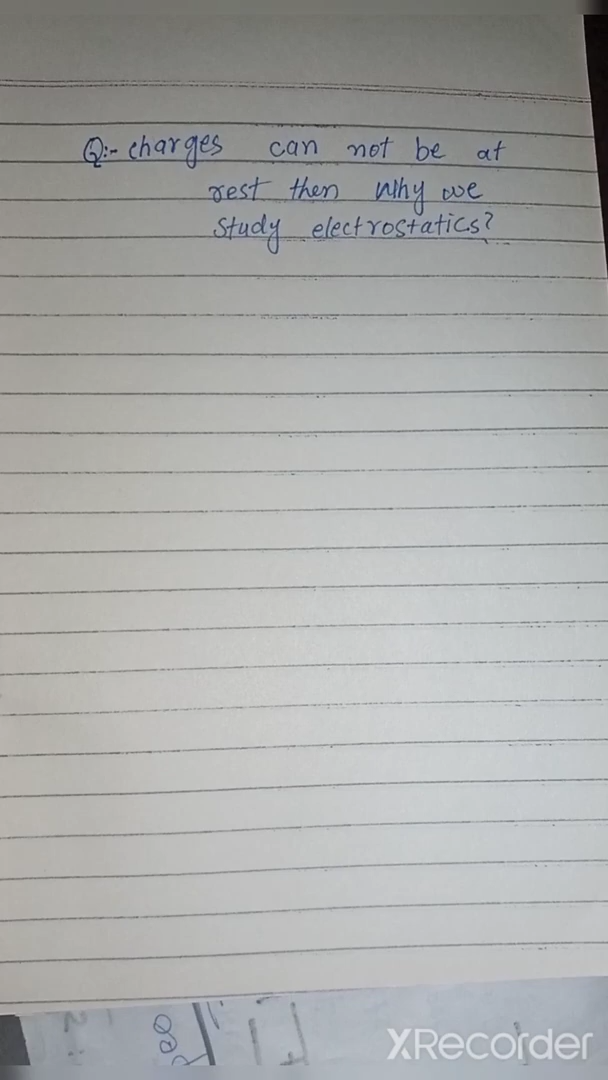 Q:- charges can not be at
rest then why we
study electrostatics?
XRecorder